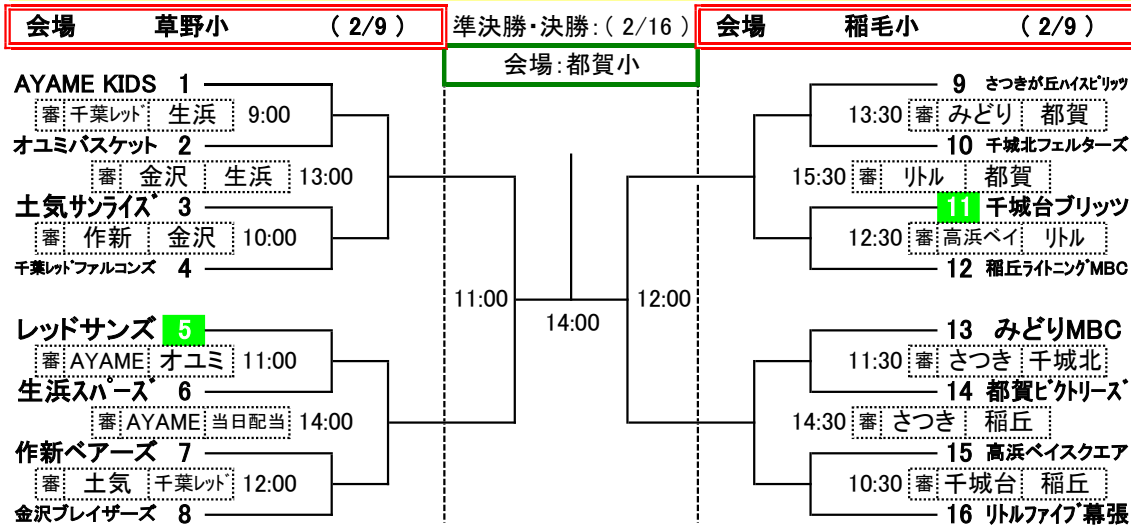 会場 草野小 (2/9)
準決勝・決勝:(2/16)
会場 稲毛小 (2/9)
会場:都賀小
AYAME KIDS 1
審 千葉レッド 生浜 9:00
オユミバスケット 2
審 金沢 生浜 13:00
土気サンライズ 3
審 作新 金沢 10:00
千葉レッドファルコンズ 4
レッドサンズ 5
審 AYAME オユミ 11:00
生浜スパーズ 6
審 AYAME 当日配当 14:00
作新ベアーズ 7
審 土気 千葉レッド 12:00
金沢ブレイザーズ 8
11:00
14:00
12:00
9 さつきが丘ハイスピリッツ
13:30 審 みどり 都賀
10 千城北フェルターズ
15:30 審 リトル 都賀
11 千城台ブリッツ
12:30 審 高浜ベイ リトル
12 稲丘ライトニングMBC
13 みどりMBC
11:30 審 さつき 千城北
14 都賀ビクトリーズ
14:30 審 さつき 稲丘
15 高浜ベイスクエア
10:30 審 千城台 稲丘
16 リトルファイブ幕張